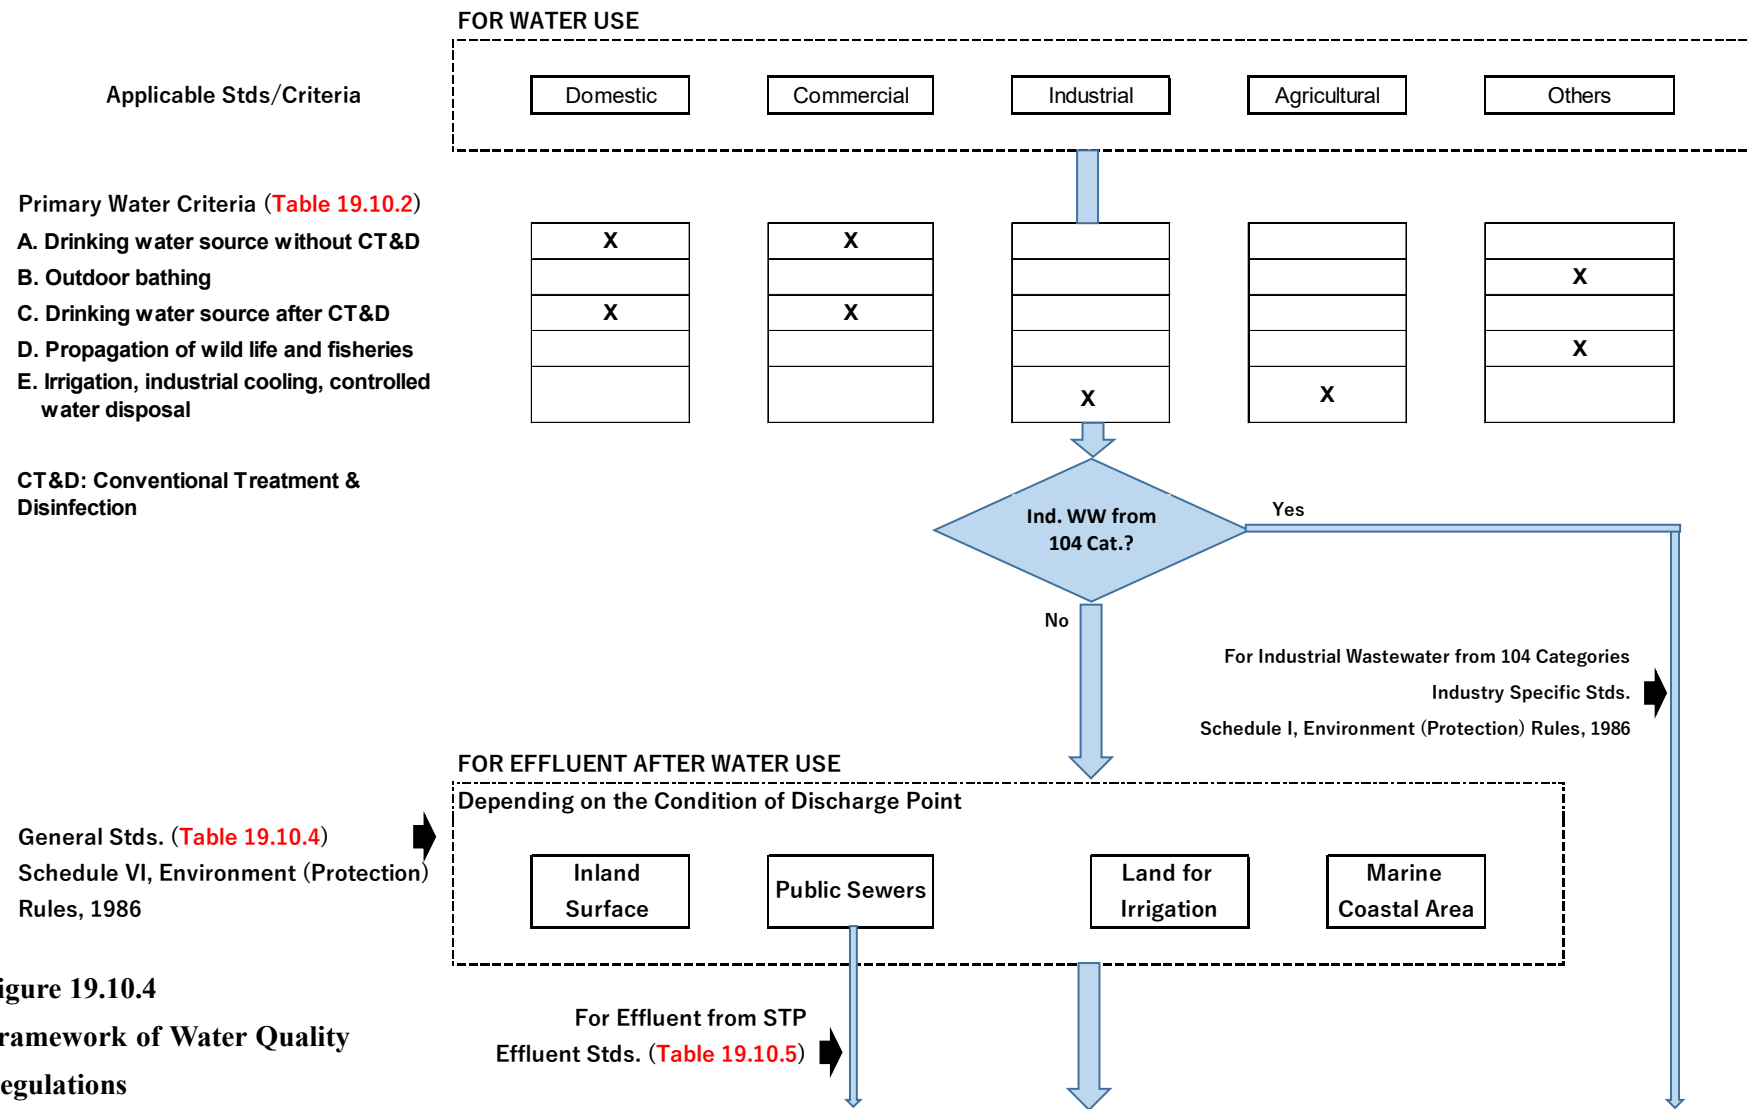 FOR WATER USE
Applicable Stds/Criteria
Domestic
Commercial
Industrial
Agricultural
Others
Primary Water Criteria (Table 19.10.2)
A. Drinking water source without CT&D
X
X
B. Outdoor bathing
X
C. Drinking water source after CT&D
X
X
D. Propagation of wild life and fisheries
X
E. Irrigation, industrial cooling, controlled
water disposal
X
X
CT&D: Conventional Treatment &
Disinfection
Ind. WW from
104 Cat.?
Yes
No
For Industrial Wastewater from 104 Categories
Industry Specific Stds.
Schedule I, Environment (Protection) Rules, 1986
FOR EFFLUENT AFTER WATER USE
Depending on the Condition of Discharge Point
General Stds. (Table 19.10.4)
Schedule VI, Environment (Protection)
Rules, 1986
Inland
Surface
Public Sewers
Land for
Irrigation
Marine
Coastal Area
igure 19.10.4
ramework of Water Quality
egulations
For Effluent from STP
Effluent Stds. (Table 19.10.5)